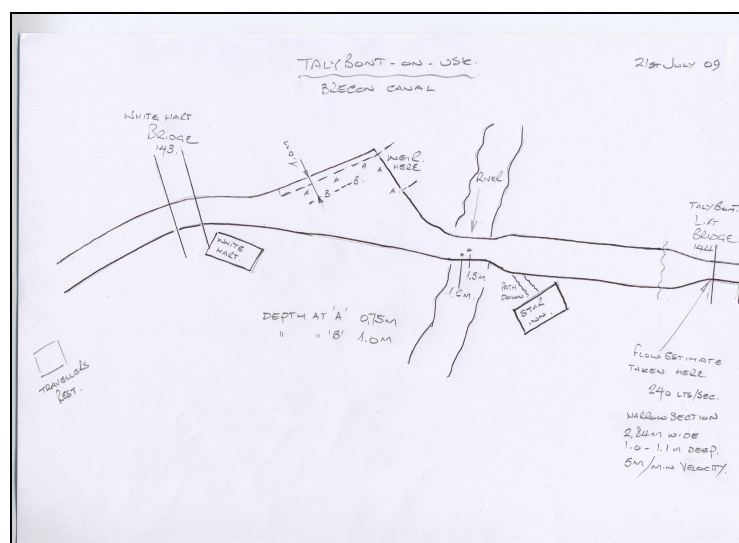 TALYBONT-ON-USK.
BRECON CANAL
21ST JULY 09.
WHITE HART
BRIDGE
143.
WEIR
HERE
A
A
A
A
A
B
B.
RIVER
TALYBONT
LIFT
BRIDGE
144
WHITE
HART.
1.3M
1.2M
PATH
DOWN
STAR
INN.
DEPTH AT 'A' 0,75M
" " 'B' 1.0M
TRAVELLERS
REST.
FLOW ESTIMATE
TAKEN HERE
240 LTS/SEC.
NARROW SECTION
2,84M WIDE
1.0-1.1M DEEP.
5M/MIN VELOCITY.